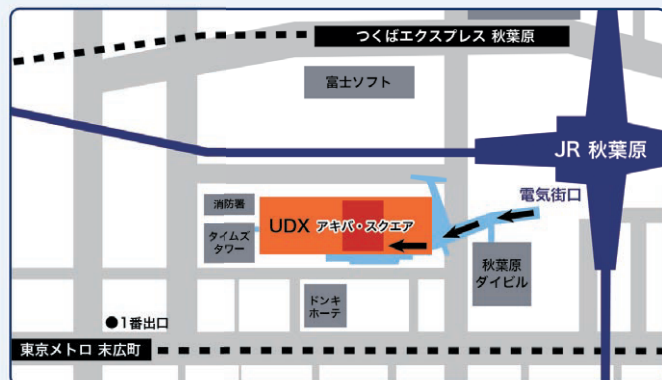 つくばエクスプレス 秋葉原
富士ソフト
JR 秋葉原
電気街口
消防署
UDX アキバ・スクエア
タイムズ
タワー
秋葉原
ダイビル
ドンキ
ホーテ
●1番出口
東京メトロ 末広町